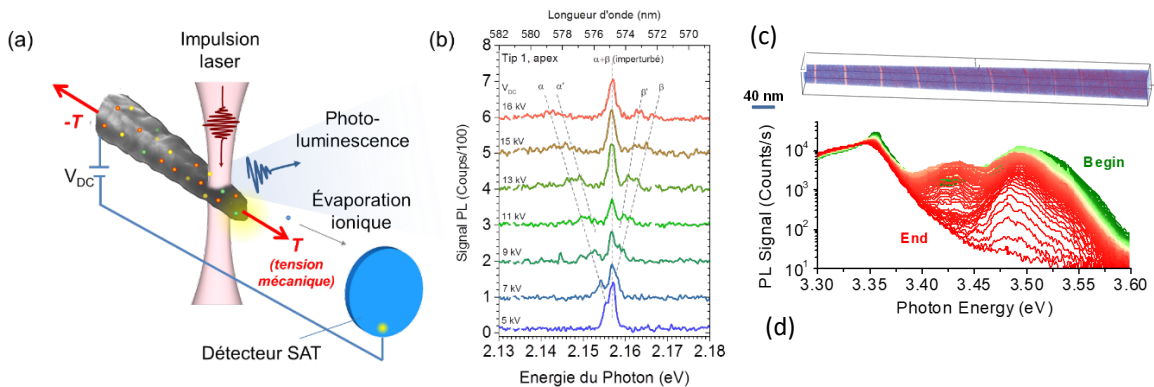 (a)
Impulsion
laser
-T
Photo-
luminescence
V_DC
Évaporation
ionique
T
(tension
mécanique)
Détecteur SAT
(b)
Longueur d'onde (nm)
582 580 578 576 574 572 570
Tip 1, apex
α+β (imperturbé)
V_DC
α α' β' β
16 kV
15 kV
13 kV
11 kV
9 kV
7 kV
5 kV
Signal PL (Coups/100)
8
7
6
5
4
3
2
1
0
2.13 2.14 2.15 2.16 2.17 2.18
Energie du Photon (eV)
(c)
40 nm
PL Signal (Counts/s)
10^4
10^3
10^2
10^1
Begin
End
3.30 3.35 3.40 3.45 3.50 3.55 3.60
Photon Energy (eV)
(d)